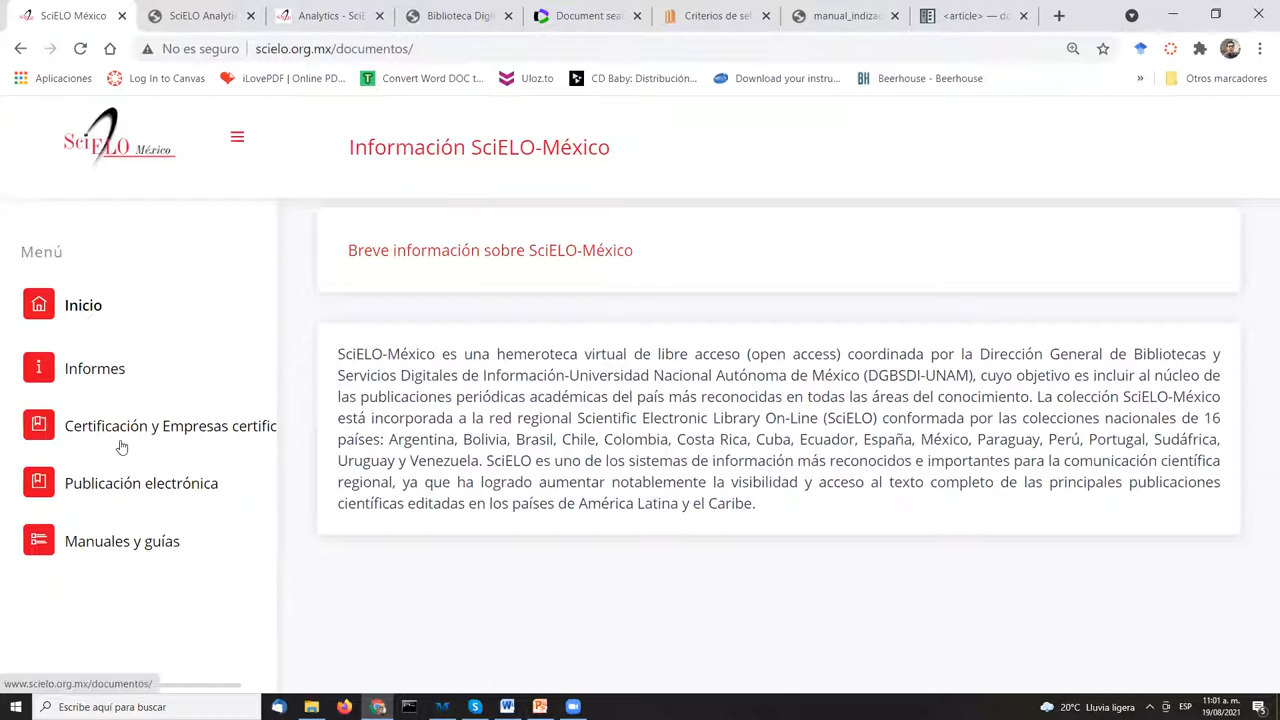 SciELO México
SciELO Analyti
Analytics - SciE
Biblioteca Digi
Document sea
Criterios de sel
manual_indiza
<article> — do
No es seguro
scielo.org.mx/documentos/
Aplicaciones
Log In to Canvas
iLovePDF | Online PD...
Convert Word DOC t...
Uloz.to
CD Baby: Distribución...
Download your instru...
Beerhouse - Beerhouse
»
Otros marcadores
SciELO México
Información SciELO-México
Menú
Inicio
Informes
Certificación y Empresas certific
Publicación electrónica
Manuales y guías
Breve información sobre SciELO-México
SciELO-México es una hemeroteca virtual de libre acceso (open access) coordinada por la Dirección General de Bibliotecas y
Servicios Digitales de Información-Universidad Nacional Autónoma de México (DGBSDI-UNAM), cuyo objetivo es incluir al núcleo de
las publicaciones periódicas académicas del país más reconocidas en todas las áreas del conocimiento. La colección SciELO-México
está incorporada a la red regional Scientific Electronic Library On-Line (SciELO) conformada por las colecciones nacionales de 16
países: Argentina, Bolivia, Brasil, Chile, Colombia, Costa Rica, Cuba, Ecuador, España, México, Paraguay, Perú, Portugal, Sudáfrica,
Uruguay y Venezuela. SciELO es uno de los sistemas de información más reconocidos e importantes para la comunicación científica
regional, ya que ha logrado aumentar notablemente la visibilidad y acceso al texto completo de las principales publicaciones
científicas editadas en los países de América Latina y el Caribe.
www.scielo.org.mx/documentos/
Escribe aquí para buscar
20°C Lluvia ligera
ESP
11:01 a. m.
19/08/2021